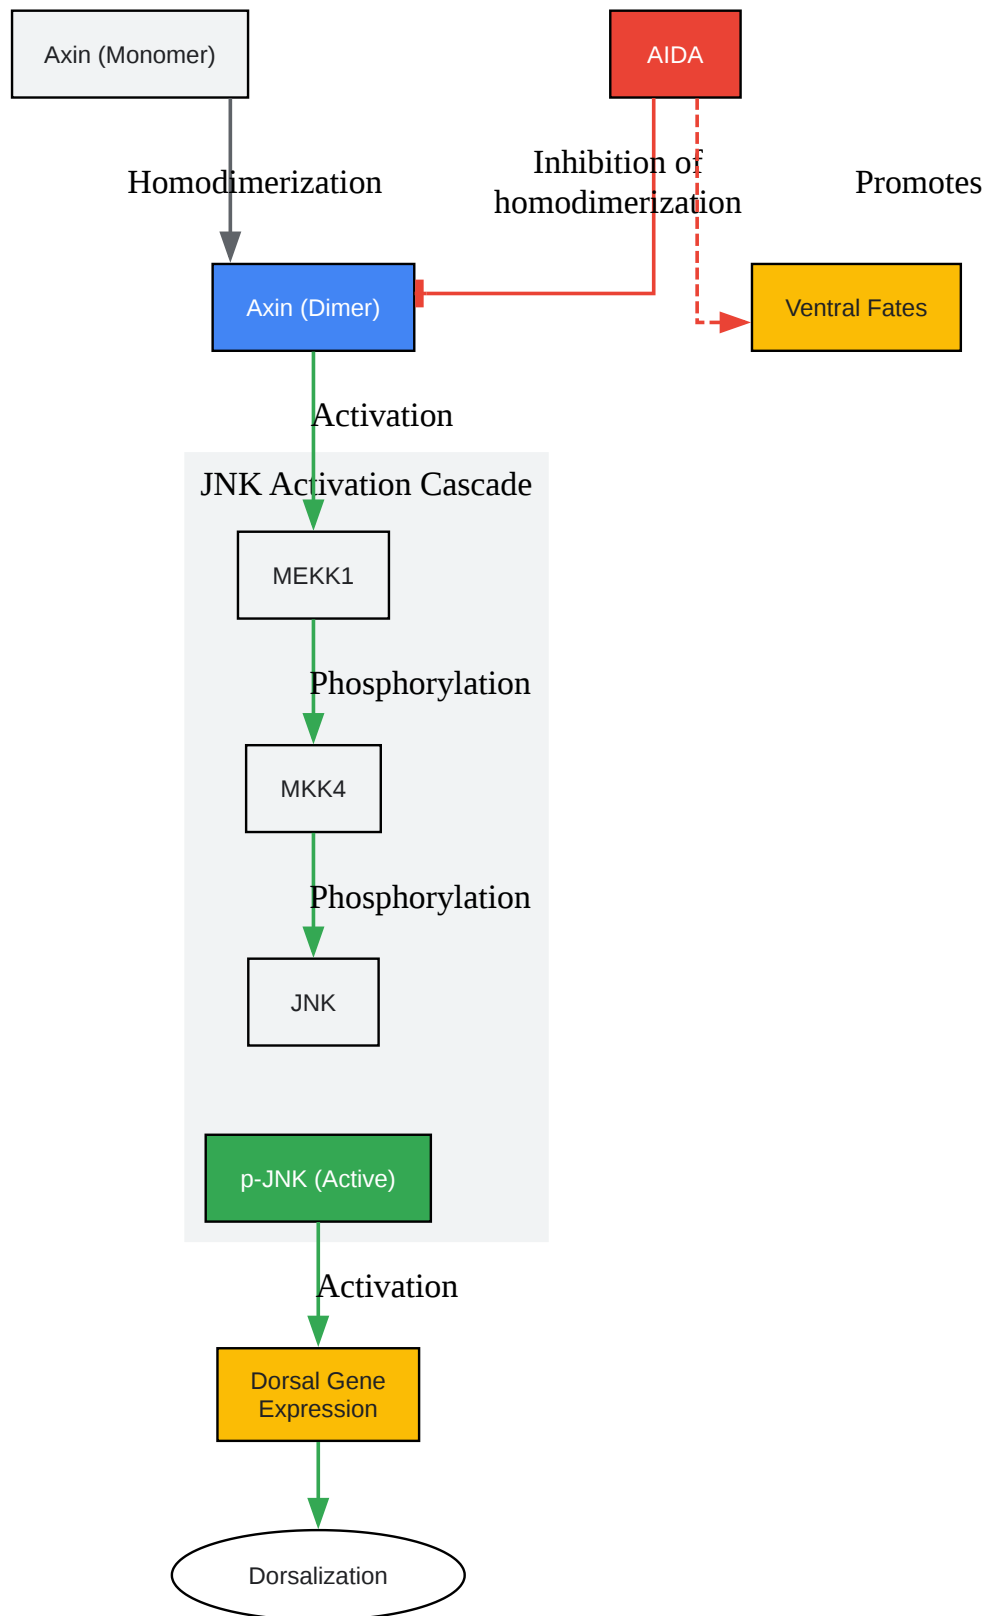 Axin (Monomer)
AIDA
Homodimerization
Inhibition of
homodimerization
Promotes
Axin (Dimer)
Ventral Fates
Activation
JNK Activation Cascade
MEKK1
Phosphorylation
MKK4
Phosphorylation
JNK
p-JNK (Active)
Activation
Dorsal Gene
Expression
Dorsalization